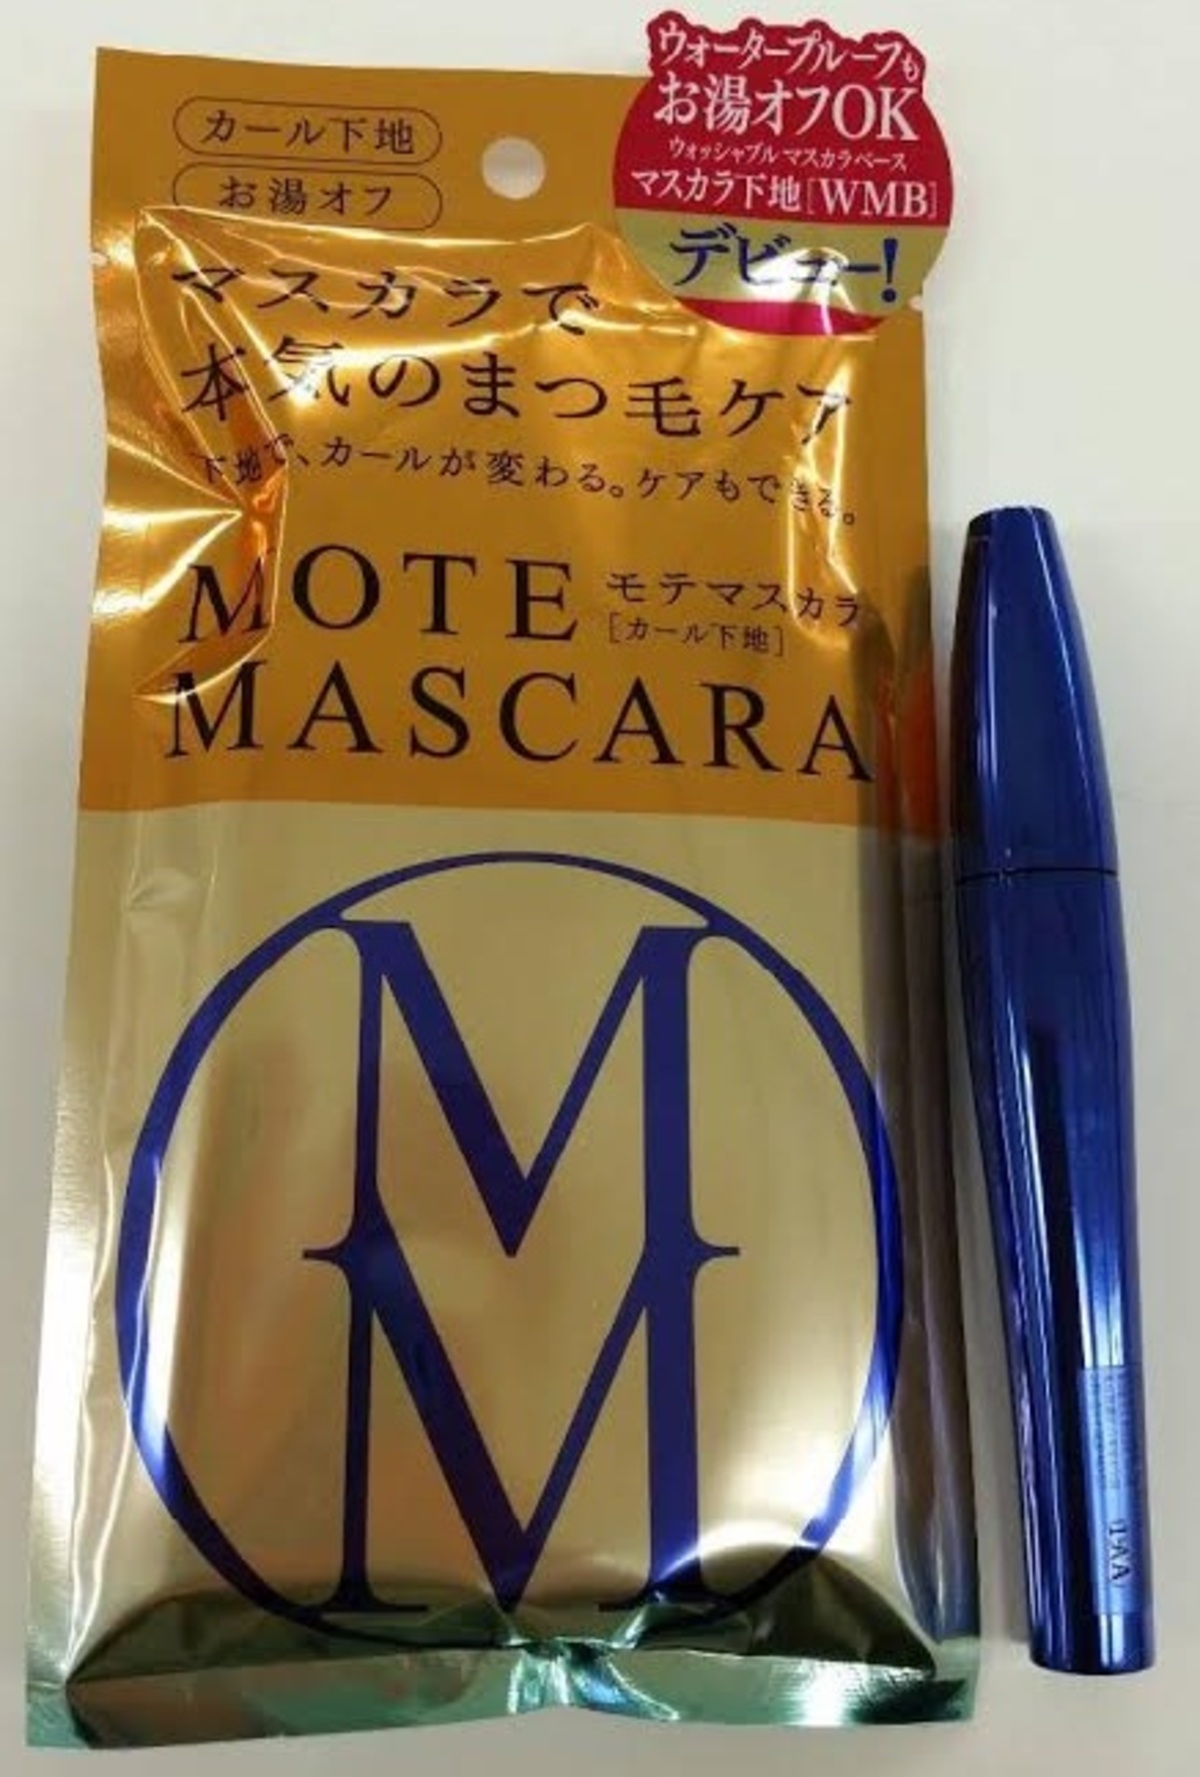 ウォータープルーフも
お湯オフOK
ウォッシャブル マスカラベース
マスカラ下地[WMB]
デビュー!
カール下地
お湯オフ
マスカラで
本気のまつ毛ケア
下地で、カールが変わる。ケアもできる。
MOTE
モテマスカラ
[カール下地]
MASCARA
M
M